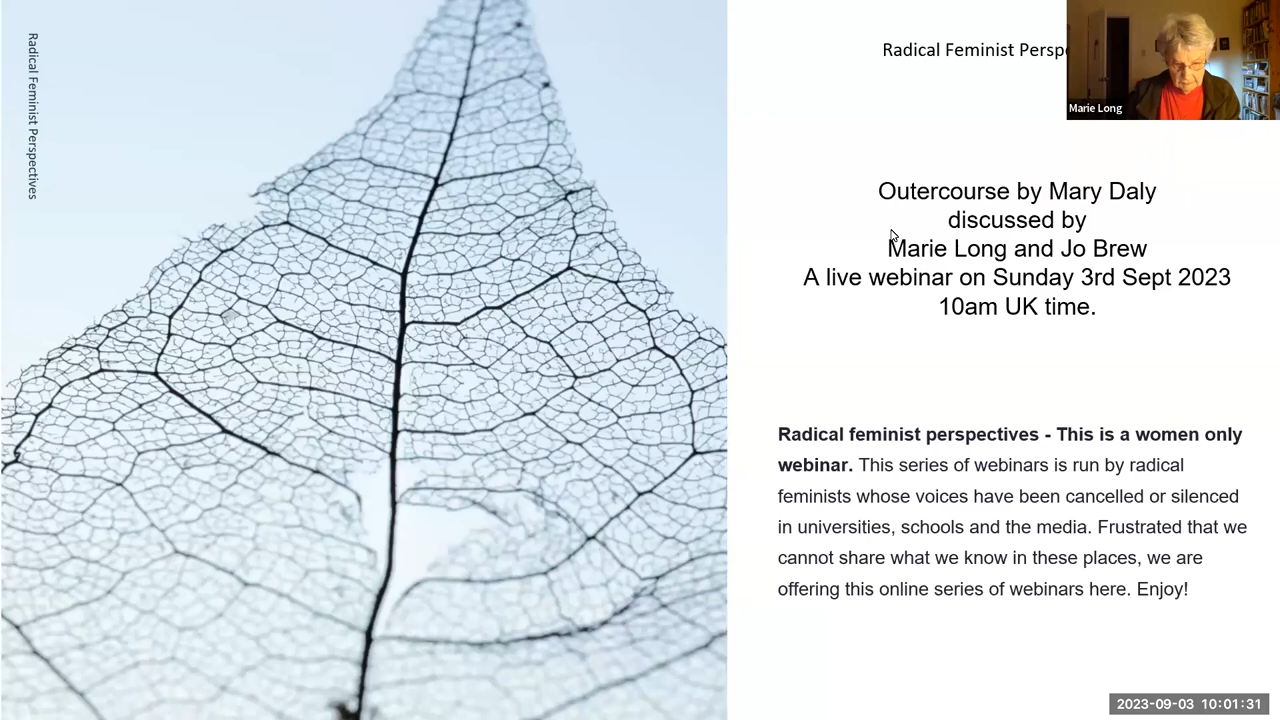 Radical Feminist Perspectives
Radical Feminist Perspe
Marie Long
Outercourse by Mary Daly
discussed by
Marie Long and Jo Brew
A live webinar on Sunday 3rd Sept 2023
10am UK time.
Radical feminist perspectives - This is a women only
webinar. This series of webinars is run by radical
feminists whose voices have been cancelled or silenced
in universities, schools and the media. Frustrated that we
cannot share what we know in these places, we are
offering this online series of webinars here. Enjoy!
2023-09-03 10:01:31